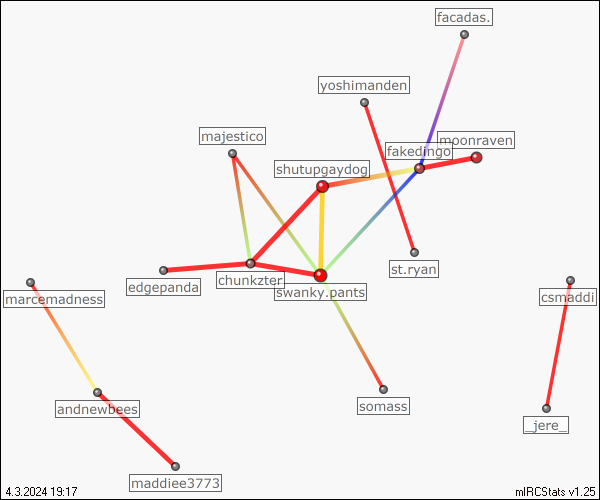 facadas.
yoshimanden
majestico
moonraven
fakedingo
shutupgaydog
st.ryan
chunkzter
edgepanda
swanky.pants
marcemadness
csmaddi
andnewbees
somass
_jere_
maddiee3773
4.3.2024 19:17
mIRCStats v1.25